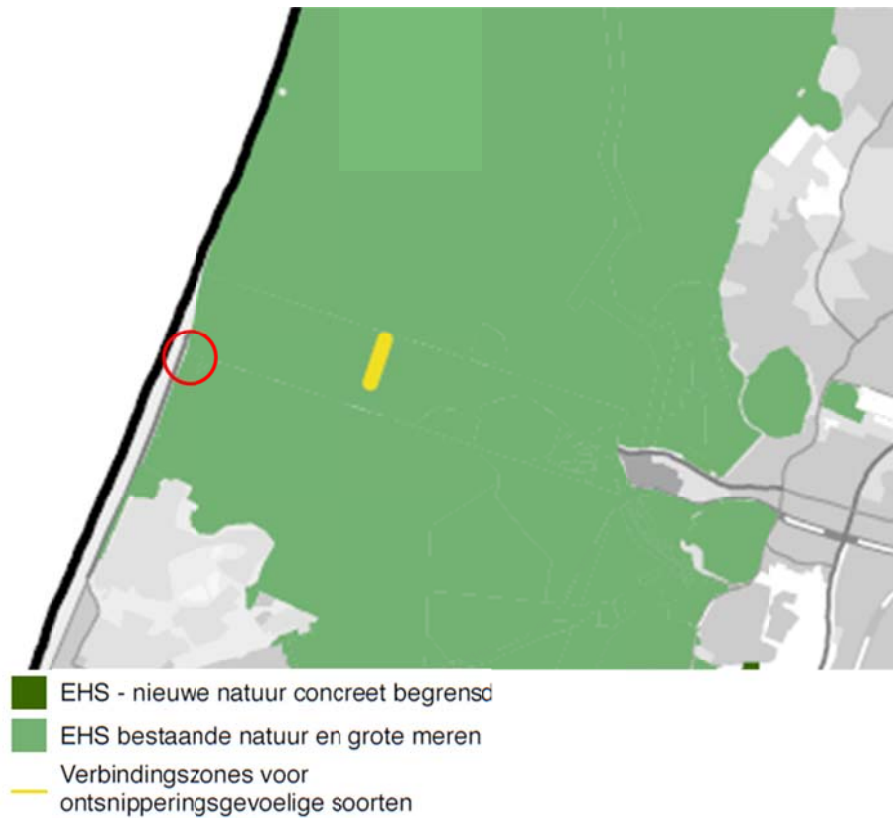 EHS - nieuwe natuur concreet begrensd
EHS bestaande natuur en grote meren
Verbindingszones voor
ontsnipperingsgevoelige soorten